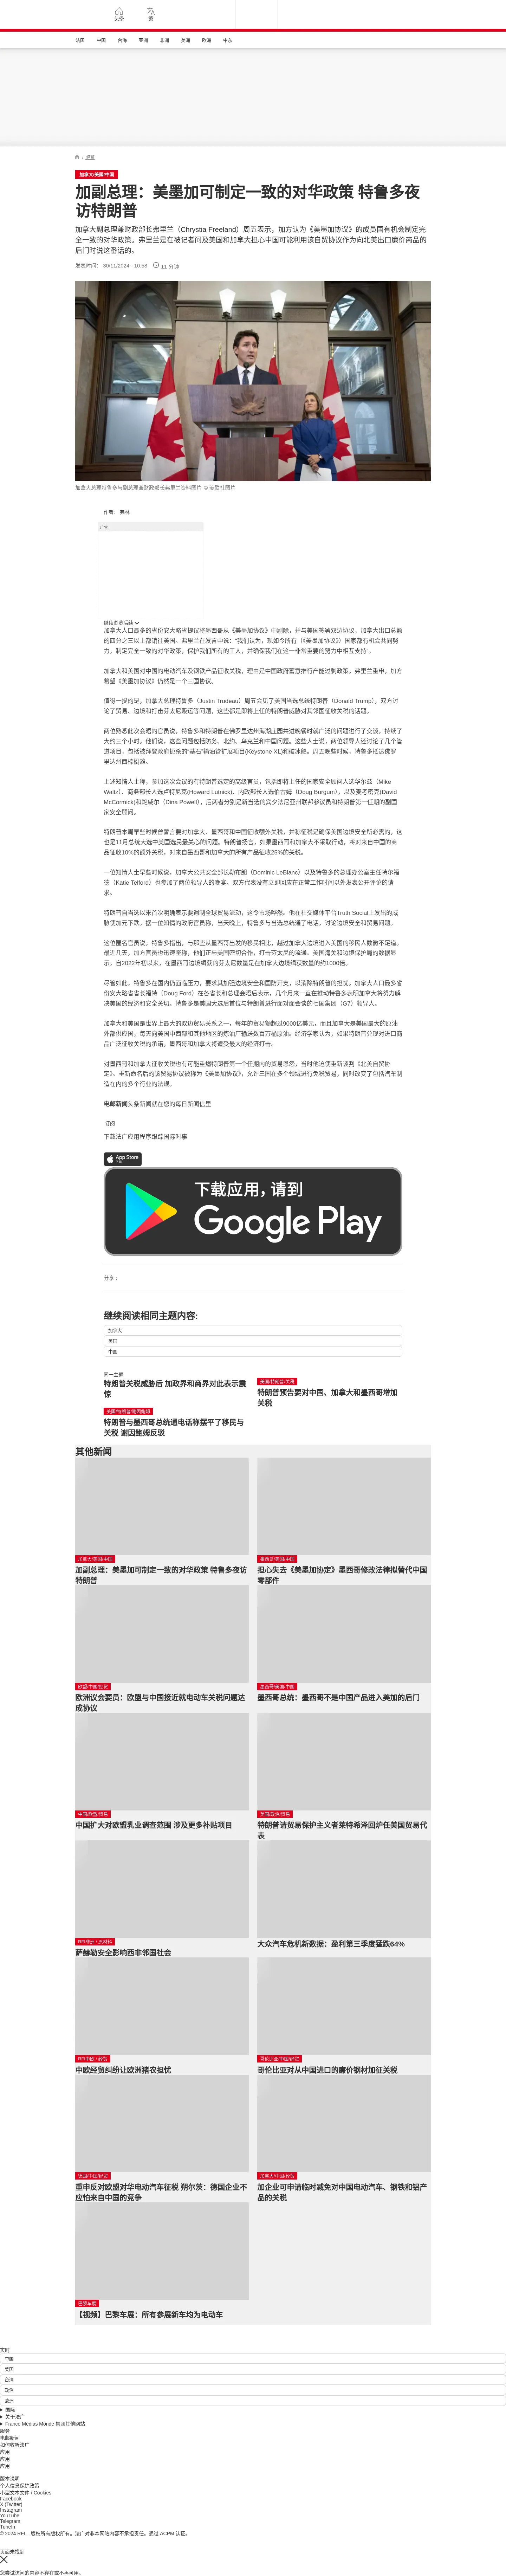 头条
繁
法国
中国
台海
亚洲
非洲
美洲
欧洲
中东
/ 经贸
加拿大/美国/中国
加副总理：美墨加可制定一致的对华政策 特鲁多夜
访特朗普
加拿大副总理兼财政部长弗里兰（Chrystia Freeland）周五表示，加方认为《美墨加协议》的成员国有机会制定完
全一致的对华政策。弗里兰是在被记者问及美国和加拿大担心中国可能利用该自贸协议作为向北美出口廉价商品的
后门时说这番话的。
发表时间： 30/11/2024 - 10:58
11 分钟
加拿大总理特鲁多与副总理兼财政部长弗里兰资料图片 © 美联社图片
作者： 弗林
广告
继续浏览后续
加拿大人口最多的省份安大略省提议将墨西哥从《美墨加协议》中剔除，并与美国签署双边协议，加拿大出口总额
的四分之三以上都销往美国。弗里兰在发言中说：“我们认为，现如今所有（《美墨加协议》）国家都有机会共同努
力，制定完全一致的对华政策，保护我们所有的工人，并确保我们在这一非常重要的努力中相互支持”。
加拿大和美国对中国的电动汽车及钢铁产品征收关税，理由是中国政府蓄意推行产能过剩政策。弗里兰重申，加方
希望《美墨加协议》仍然是一个三国协议。
值得一提的是，加拿大总理特鲁多（Justin Trudeau）周五会见了美国当选总统特朗普（Donald Trump），双方讨
论了贸易、边境和打击芬太尼贩运等问题，这些都是即将上任的特朗普威胁对其邻国征收关税的话题。
两位熟悉此次会晤的官员说，特鲁多和特朗普在佛罗里达州海湖庄园共进晚餐时就广泛的问题进行了交谈，持续了
大约三个小时。他们说，这些问题包括防务、北约、乌克兰和中国问题。这些人士说，两位领导人还讨论了几个管
道项目，包括被拜登政府扼杀的“基石”输油管扩展项目(Keystone XL)和破冰船。周五晚些时候，特鲁多抵达佛罗
里达州西棕榈滩。
上述知情人士称，参加这次会议的有特朗普选定的高级官员，包括即将上任的国家安全顾问人选华尔兹（Mike
Waltz）、商务部长人选卢特尼克(Howard Lutnick)、内政部长人选伯古姆（Doug Burgum），以及麦考密克(David
McCormick)和鲍威尔（Dina Powell），后两者分别是新当选的宾夕法尼亚州联邦参议员和特朗普第一任期的副国
家安全顾问。
特朗普本周早些时候曾誓言要对加拿大、墨西哥和中国征收额外关税，并称征税是确保美国边境安全所必需的，这
也是11月总统大选中美国选民最关心的问题。特朗普扬言，如果墨西哥和加拿大不采取行动，将对来自中国的商
品征收10%的额外关税，对来自墨西哥和加拿大的所有产品征收25%的关税。
一位知情人士早些时候说，加拿大公共安全部长勒布朗（Dominic LeBlanc）以及特鲁多的总理办公室主任特尔福
德（Katie Telford）也参加了两位领导人的晚宴。双方代表没有立即回应在正常工作时间以外发表公开评论的请
求。
特朗普自当选以来首次明确表示要遏制全球贸易流动，这令市场哗然。他在社交媒体平台Truth Social上发出的威
胁使加元下跌。据一位知情的政府官员称，当天晚上，特鲁多与当选总统通了电话，讨论边境安全和贸易问题。
这位匿名官员说，特鲁多指出，与那些从墨西哥出发的移民相比，越过加拿大边境进入美国的移民人数微不足道。
最近几天，加方官员也迅速坚称，他们正与美国密切合作，打击芬太尼的流通。美国海关和边境保护局的数据显
示，自2022年初以来，在墨西哥边境缉获的芬太尼数量是在加拿大边境缉获数量的约1000倍。
尽管如此，特鲁多在国内仍面临压力，要求其加强边境安全和国防开支，以消除特朗普的担忧。加拿大人口最多省
份安大略省省长福特（Doug Ford）在各省长和总理会晤后表示，几个月来一直在推动特鲁多表明加拿大将努力解
决美国的经济和安全关切。特鲁多是美国大选后首位与特朗普进行面对面会谈的七国集团（G7）领导人。
加拿大和美国是世界上最大的双边贸易关系之一，每年的贸易额超过9000亿美元，而且加拿大是美国最大的原油
外部供应国，每天向美国中西部和其他地区的炼油厂输送数百万桶原油。经济学家认为，如果特朗普兑现对进口商
品广泛征收关税的承诺，墨西哥和加拿大将遭受最大的经济打击。
对墨西哥和加拿大征收关税也有可能重燃特朗普第一个任期内的贸易恩怨，当时他迫使重新谈判《北美自贸协
定》。重新命名后的该贸易协议被称为《美墨加协议》，允许三国在多个领域进行免税贸易，同时改变了包括汽车制
造在内的多个行业的法规。
电邮新闻头条新闻就在您的每日新闻信里
订阅
下载法广应用程序跟踪国际时事
App Store
下载
下载应用，请到
Google Play
分享 :
继续阅读相同主题内容:
加拿大
美国
中国
同一主题
特朗普关税威胁后 加政界和商界对此表示震
惊
美国/特朗普/关税
特朗普预告要对中国、加拿大和墨西哥增加
关税
美国/特朗普/谢因鲍姆
特朗普与墨西哥总统通电话称摆平了移民与
关税 谢因鲍姆反驳
其他新闻
加拿大/美国/中国
加副总理：美墨加可制定一致的对华政策 特鲁多夜访
特朗普
墨西哥/美国/中国
担心失去《美墨加协定》墨西哥修改法律拟替代中国
零部件
欧盟/中国/经贸
欧洲议会要员：欧盟与中国接近就电动车关税问题达
成协议
墨西哥/美国/中国
墨西哥总统：墨西哥不是中国产品进入美加的后门
中国/欧盟/贸易
中国扩大对欧盟乳业调查范围 涉及更多补贴项目
美国/政治/贸易
特朗普请贸易保护主义者莱特希泽回炉任美国贸易代
表
RFI非洲 / 原材料
萨赫勒安全影响西非邻国社会
大众汽车危机新数据：盈利第三季度猛跌64%
RFI中欧 / 经贸
中欧经贸纠纷让欧洲猪农担忧
哥伦比亚/中国/经贸
哥伦比亚对从中国进口的廉价钢材加征关税
德国/中国/经贸
重申反对欧盟对华电动汽车征税 朔尔茨：德国企业不
应怕来自中国的竞争
加拿大/中国/经贸
加企业可申请临时减免对中国电动汽车、钢铁和铝产
品的关税
巴黎车展
【视频】巴黎车展：所有参展新车均为电动车
实时
中国
美国
台湾
政治
欧洲
国际
关于法广
France Médias Monde 集团其他网站
服务
电邮新闻
如何收听法广
应用
应用
应用
版本说明
个人信息保护政策
小型文本文件 / Cookies
Facebook
X (Twitter)
Instagram
YouTube
Telegram
TuneIn
© 2024 RFI – 版权所有版权所有。法广对非本网站内容不承担责任。通过 ACPM 认证。
页面未找到
您尝试访问的内容不存在或不再可用。